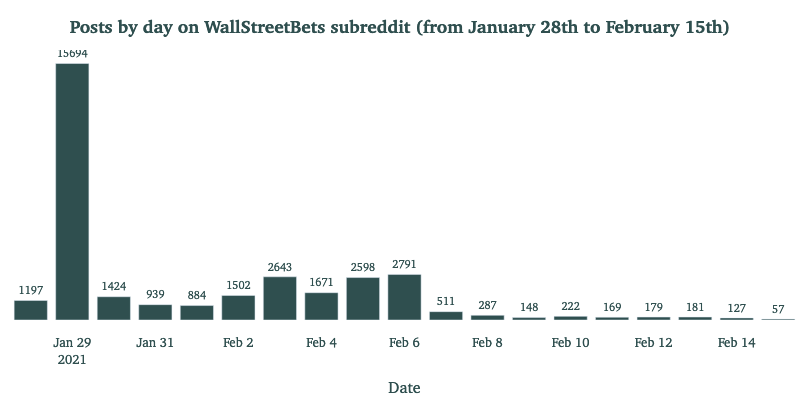 Posts by day on WallStreetBets subreddit (from January 28th to February 15th)
15694
1197
1424
939
884
1502
2643
1671
2598
2791
511
287
148
222
169
179
181
127
57
Jan 29
2021
Jan 31
Feb 2
Feb 4
Feb 6
Feb 8
Feb 10
Feb 12
Feb 14
Date